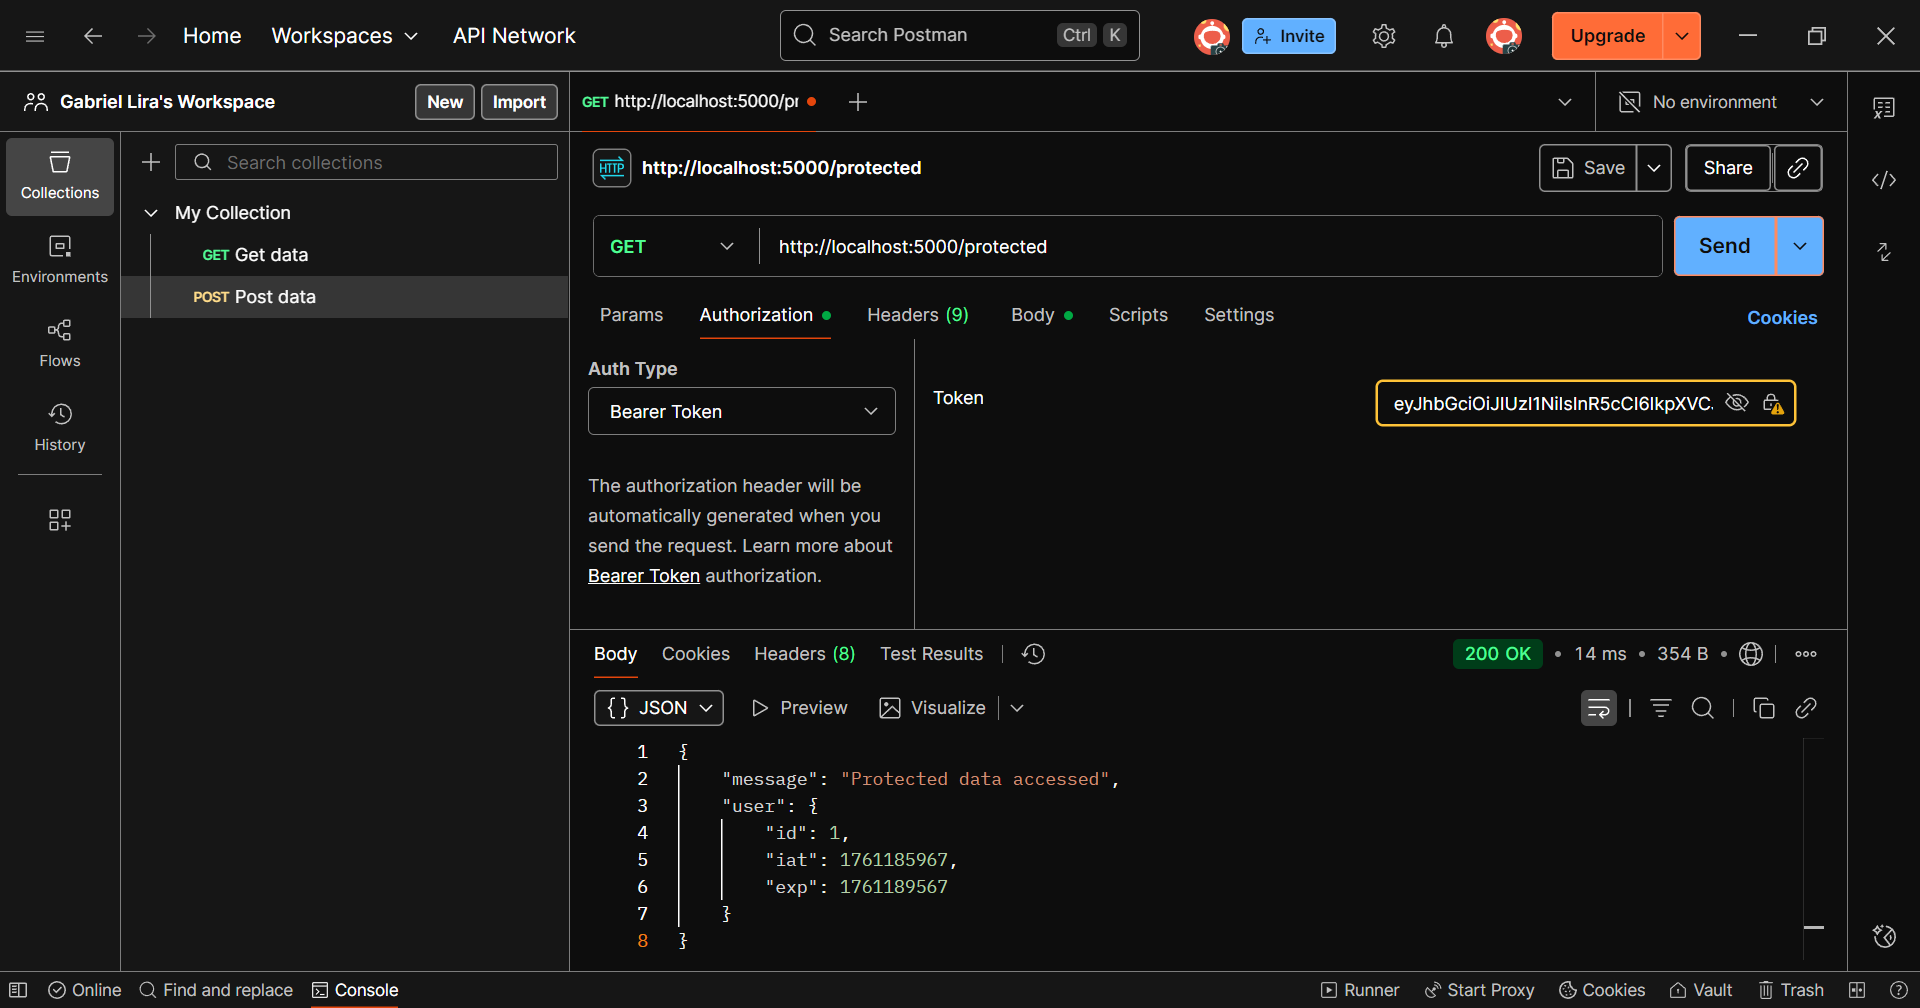 Home
Workspaces
API Network
Search Postman
Ctrl K
Invite
Upgrade
Gabriel Lira's Workspace
New
Import
GET http://localhost:5000/pr
No environment
Collections
Environments
Flows
History
Search collections
My Collection
GET Get data
POST Post data
HTTP http://localhost:5000/protected
Save
Share
GET
http://localhost:5000/protected
Send
Params
Authorization
Headers (9)
Body
Scripts
Settings
Cookies
Auth Type
Bearer Token
The authorization header will be
automatically generated when you
send the request. Learn more about
Bearer Token authorization.
Token
eyJhbGciOiJIUzI1NiIsInR5cCI6IkpXVC.
Body
Cookies
Headers (8)
Test Results
200 OK • 14 ms • 354 B •
{ } JSON
Preview
Visualize
1 {
2 "message": "Protected data accessed",
3 "user": {
4 "id": 1,
5 "iat": 1761185967,
6 "exp": 1761189567
7 }
8 }
Online
Find and replace
Console
Runner
Start Proxy
Cookies
Vault
Trash